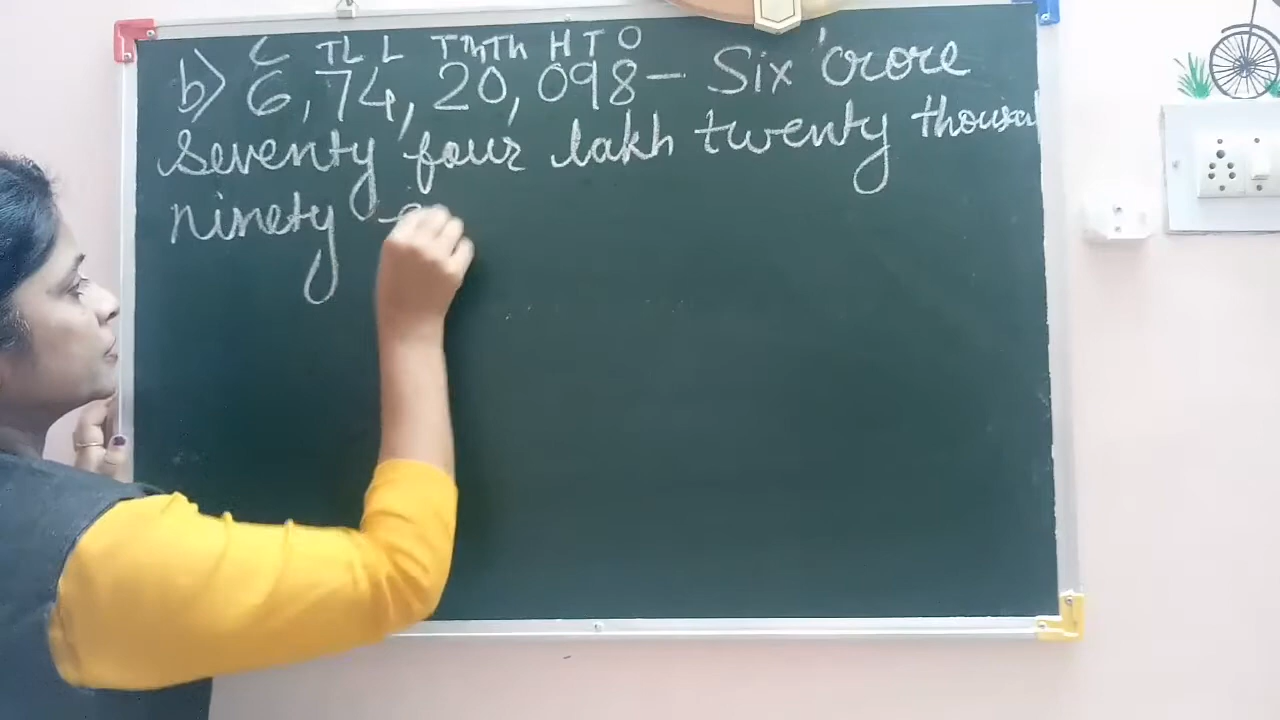 C TL L TTh Th H T O
b) 6,74,20,098 - Six crore
seventy four lakh twenty thousa
ninety e